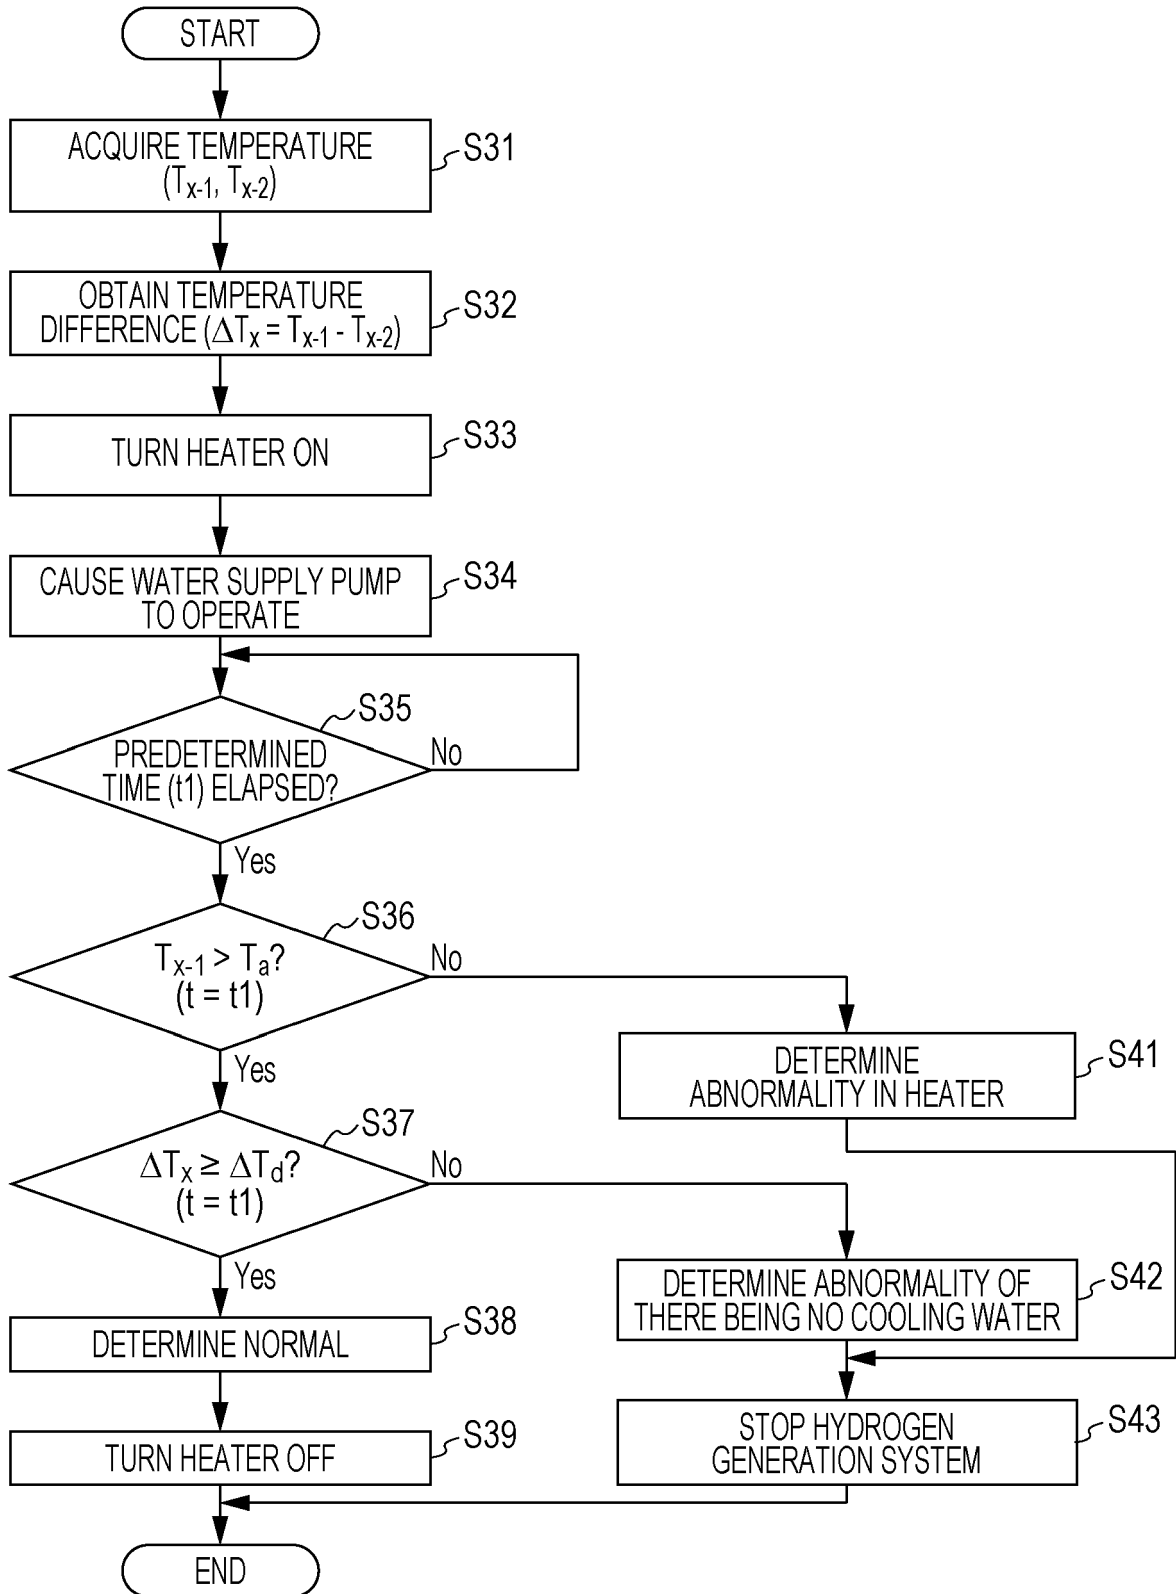 START
ACQUIRE TEMPERATURE
(Tx-1, Tx-2)
S31
OBTAIN TEMPERATURE
DIFFERENCE (ΔTx = Tx-1 - Tx-2)
S32
TURN HEATER ON
S33
CAUSE WATER SUPPLY PUMP
TO OPERATE
S34
PREDETERMINED
TIME (t1) ELAPSED?
S35
No
Yes
Tx-1 > Ta?
(t = t1)
S36
No
Yes
DETERMINE
ABNORMALITY IN HEATER
S41
ΔTx ≥ ΔTd?
(t = t1)
S37
No
Yes
DETERMINE ABNORMALITY OF
THERE BEING NO COOLING WATER
S42
DETERMINE NORMAL
S38
STOP HYDROGEN
GENERATION SYSTEM
S43
TURN HEATER OFF
S39
END